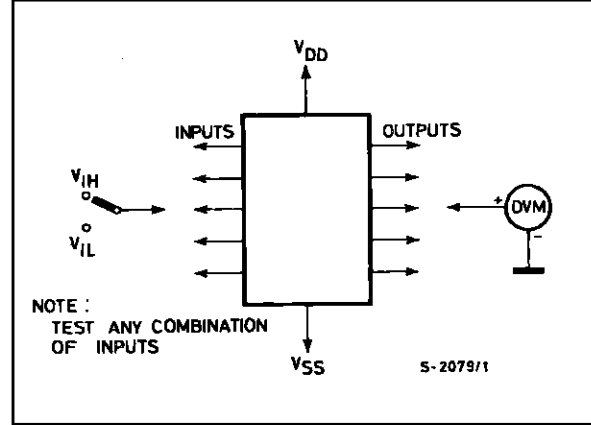 VDD
INPUTS
OUTPUTS
VIH
VIL
+
DVM
-
NOTE :
TEST ANY COMBINATION
OF INPUTS
VSS
S-2079/1